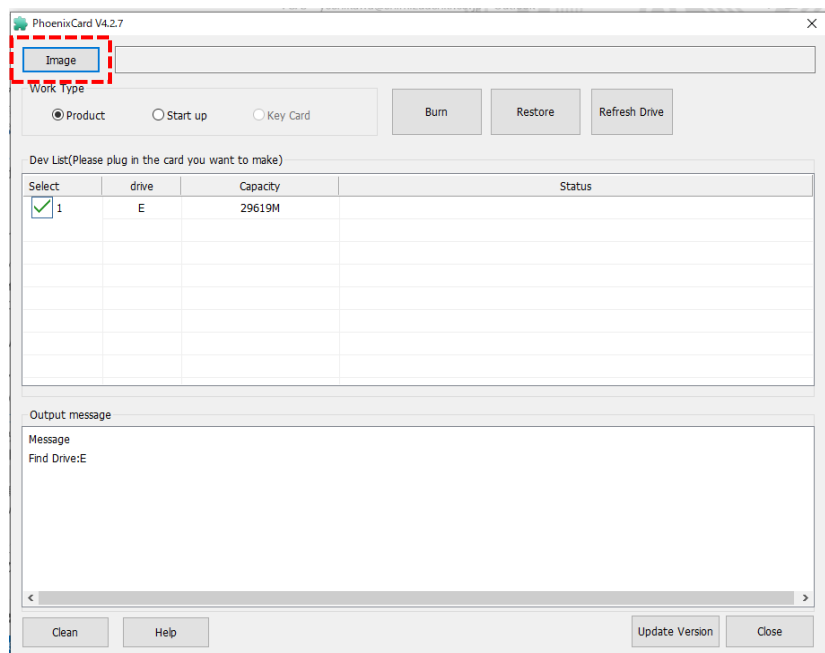 PhoenixCard V4.2.7
Image
Work Type
Product Start up Key Card
Burn Restore Refresh Drive
Dev List(Please plug in the card you want to make)
Select drive Capacity Status
1 E 29619M
Output message
Message
Find Drive:E
Clean Help Update Version Close